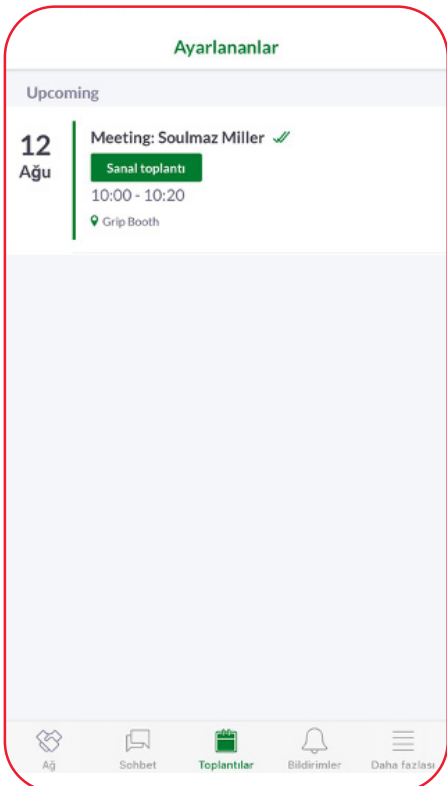 Ayarlananlar
Upcoming
12
Ağu
Meeting: Soulmaz Miller
Sanal toplantı
10:00 - 10:20
Grip Booth
Ağ
Sohbet
Toplantılar
Bildirimler
Daha fazlası